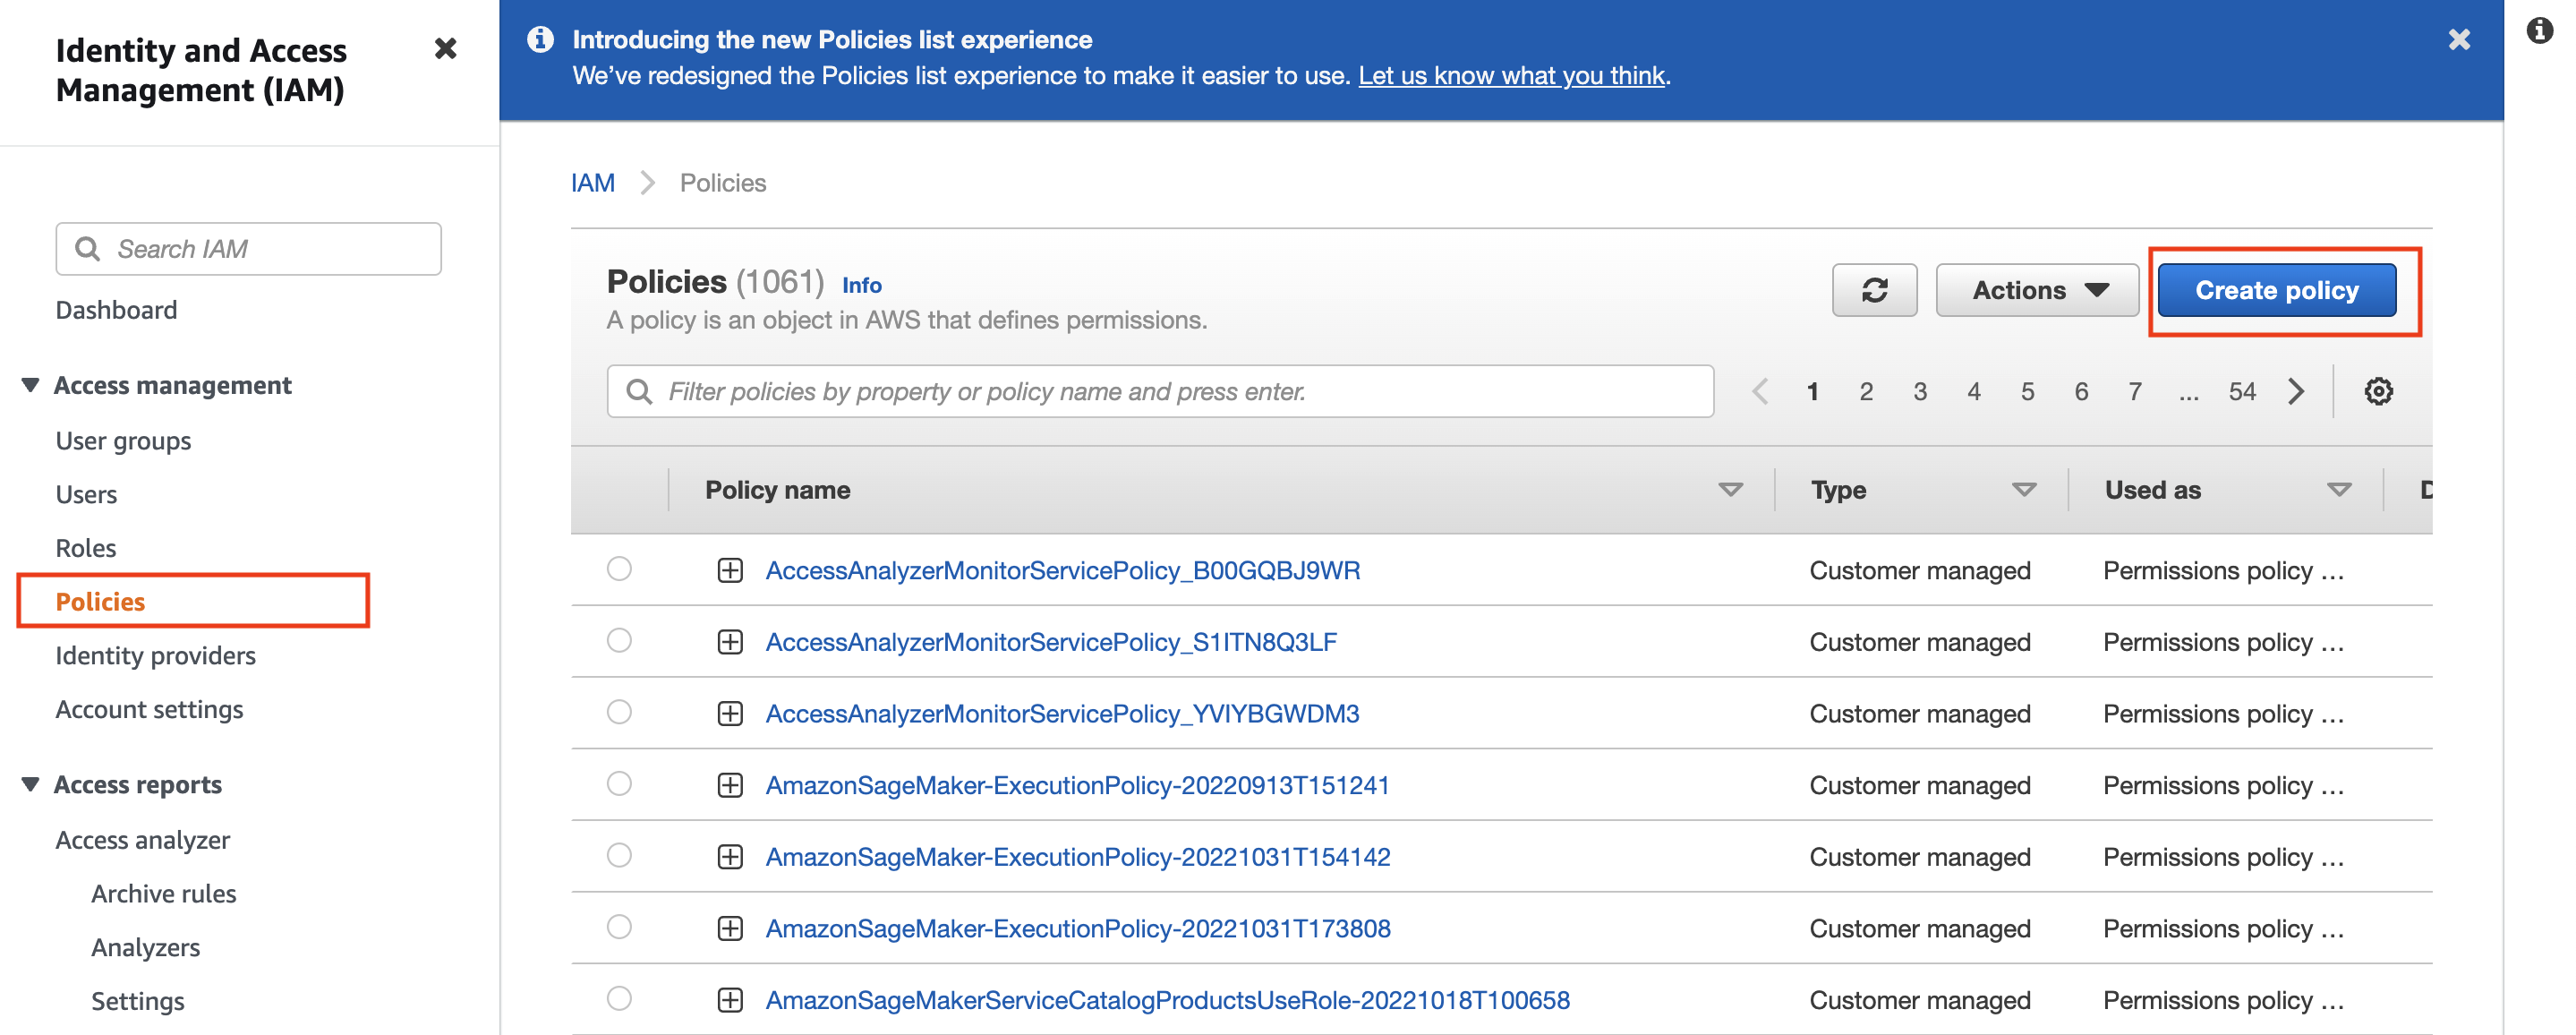 Identity and Access
Management (IAM)
Search IAM
Dashboard
Access management
User groups
Users
Roles
Policies
Identity providers
Account settings
Access reports
Access analyzer
Archive rules
Analyzers
Settings
Introducing the new Policies list experience
We’ve redesigned the Policies list experience to make it easier to use. Let us know what you think.
IAM Policies
Policies (1061) Info
A policy is an object in AWS that defines permissions.
Actions Create policy
Filter policies by property or policy name and press enter.
1 2 3 4 5 6 7 ... 54
Policy name Type Used as D
AccessAnalyzerMonitorServicePolicy_B00GQBJ9WR Customer managed Permissions policy ...
AccessAnalyzerMonitorServicePolicy_S1ITN8Q3LF Customer managed Permissions policy ...
AccessAnalyzerMonitorServicePolicy_YVIYBGWDM3 Customer managed Permissions policy ...
AmazonSageMaker-ExecutionPolicy-20220913T151241 Customer managed Permissions policy ...
AmazonSageMaker-ExecutionPolicy-20221031T154142 Customer managed Permissions policy ...
AmazonSageMaker-ExecutionPolicy-20221031T173808 Customer managed Permissions policy ...
AmazonSageMakerServiceCatalogProductsUseRole-20221018T100658 Customer managed Permissions policy ...